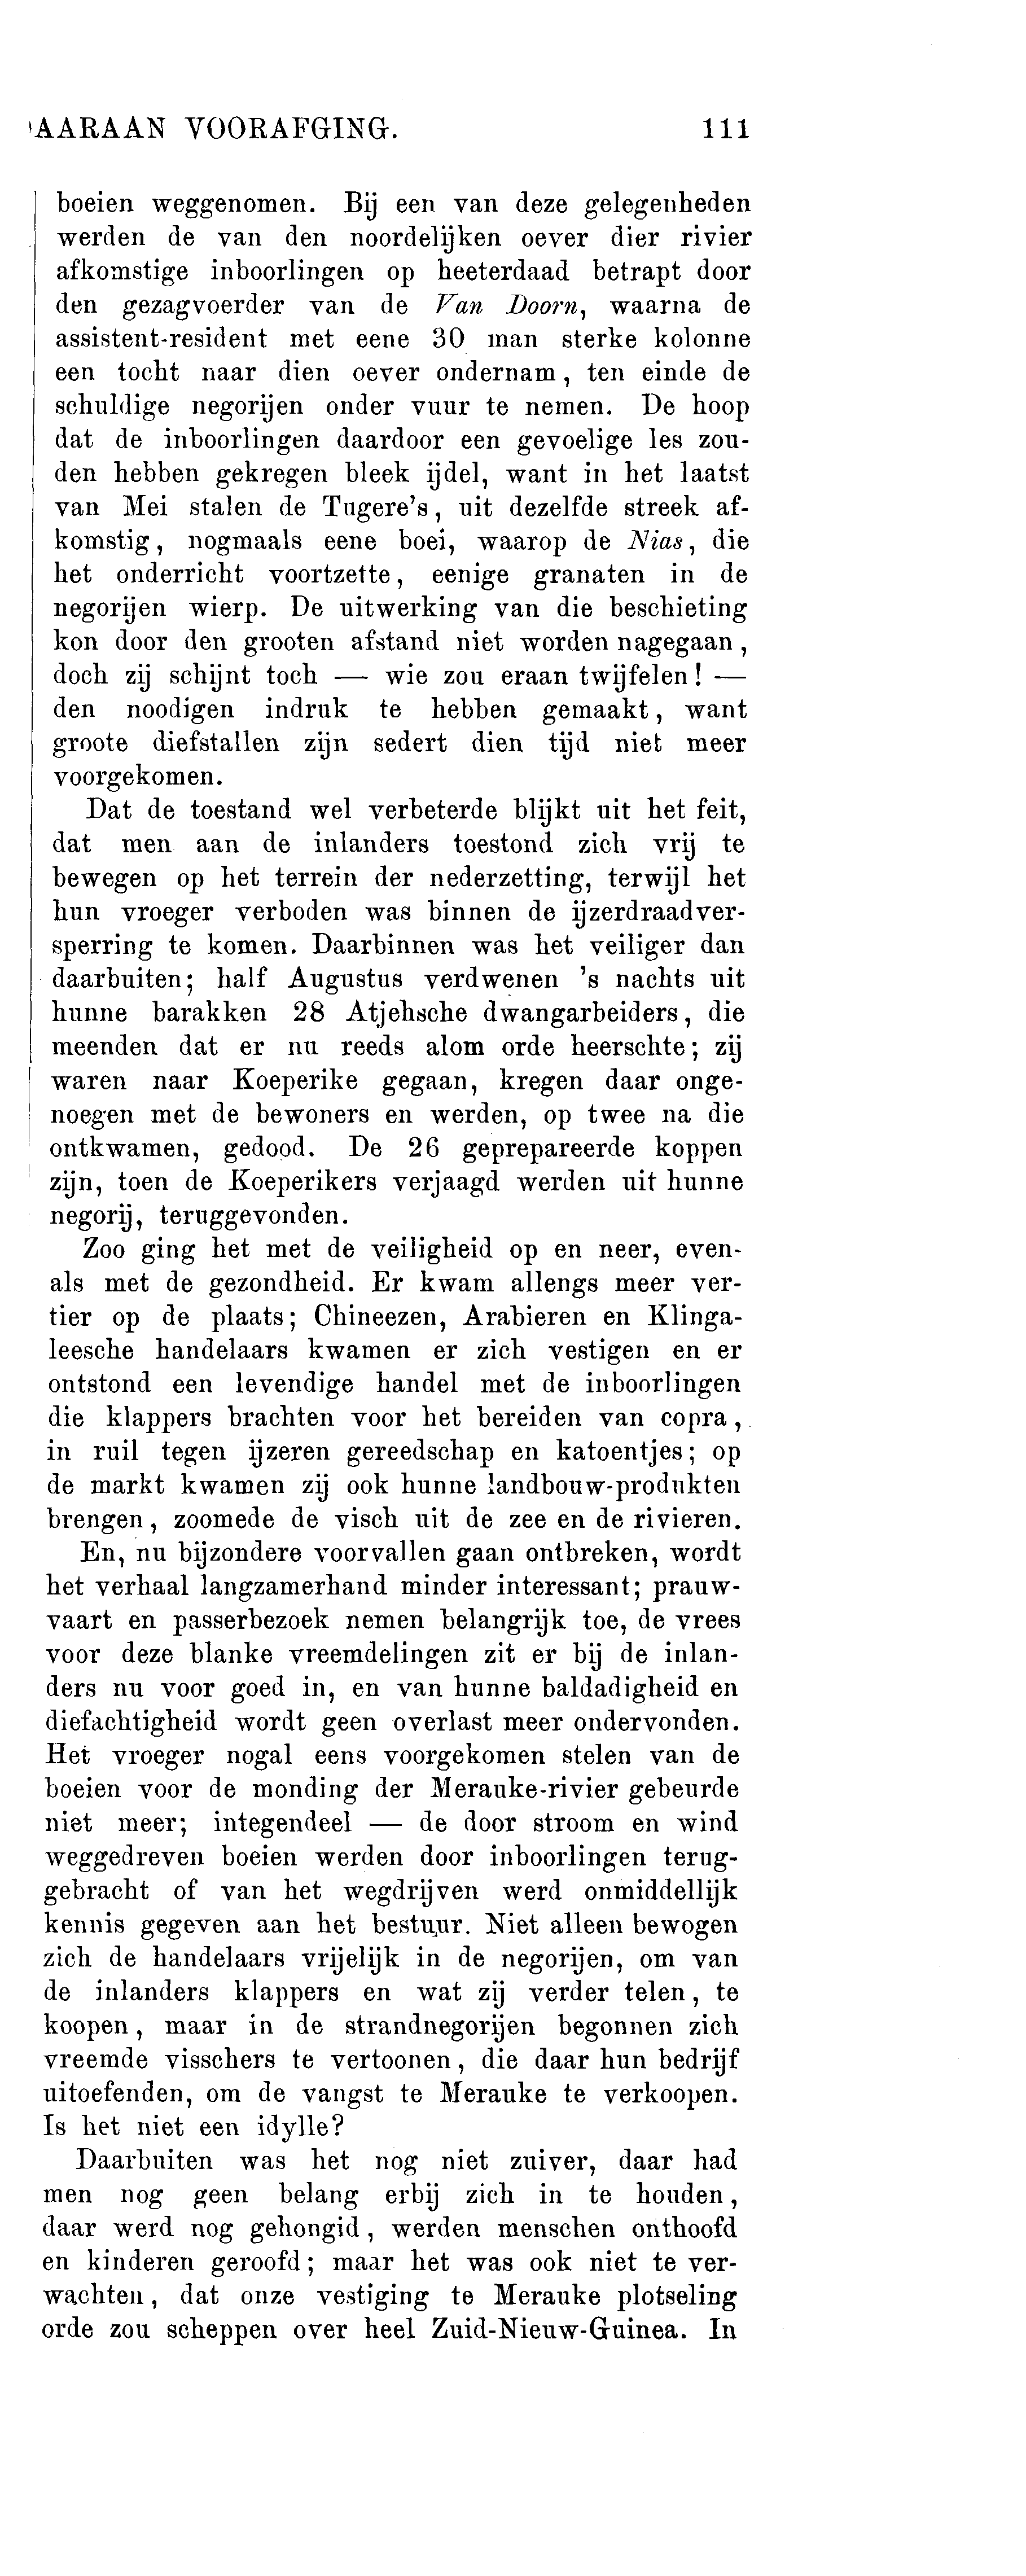 AARAAN VOORAFGING. 111
boeien weggenomen. Bij een van deze gelegenheden
werden de van den noordelijken oever dier rivier
afkomstige inboorlingen op heeterdaad betrapt door
den gezagvoerder van de Van Doorn, waarna de
assistent-resident met eene 30 man sterke kolonne
een tocht naar dien oever ondernam, ten einde de
schuldige negorijen onder vuur te nemen. De hoop
dat de inboorlingen daardoor een gevoelige les zou-
den hebben gekregen bleek ijdel, want in het laatst
van Mei stalen de Tugere's, uit dezelfde streek af-
komstig, nogmaals eene boei, waarop de Nias, die
het onderricht voortzette, eenige granaten in de
negorijen wierp. De uitwerking van die beschieting
kon door den grooten afstand niet worden nagegaan,
doch zij schijnt toch — wie zou eraan twijfelen! —
den noodigen indruk te hebben gemaakt, want
groote diefstallen zijn sedert dien tijd niet meer
voorgekomen.
Dat de toestand wel verbeterde blijkt uit het feit,
dat men aan de inlanders toestond zich vrij te
bewegen op het terrein der nederzetting, terwijl het
hun vroeger verboden was binnen de ijzerdraadver-
sperring te komen. Daarbinnen was het veiliger dan
daarbuiten; half Augustus verdwenen 's nachts uit
hunne barakken 28 Atjehsche dwangarbeiders, die
meenden dat er nu reeds alom orde heerschte; zij
waren naar Koeperike gegaan, kregen daar onge-
noegen met de bewoners en werden, op twee na die
ontkwamen, gedood. De 26 geprepareerde koppen
zijn, toen de Koeperikers verjaagd werden uit hunne
negorij, teruggevonden.
Zoo ging het met de veiligheid op en neer, even-
als met de gezondheid. Er kwam allengs meer ver-
tier op de plaats; Chineezen, Arabieren en Klinga-
leesche handelaars kwamen er zich vestigen en er
ontstond een levendige handel met de inboorlingen
die klappers brachten voor het bereiden van copra,
in ruil tegen ijzeren gereedschap en katoentjes; op
de markt kwamen zij ook hunne landbouw-produkten
brengen, zoomede de visch uit de zee en de rivieren.
En, nu bijzondere voorvallen gaan ontbreken, wordt
het verhaal langzamerhand minder interessant; prauw-
vaart en passerbezoek nemen belangrijk toe, de vrees
voor deze blanke vreemdelingen zit er bij de inlan-
ders nu voor goed in, en van hunne baldadigheid en
diefachtigheid wordt geen overlast meer ondervonden.
Het vroeger nogal eens voorgekomen stelen van de
boeien voor de monding der Merauke-rivier gebeurde
niet meer; integendeel — de door stroom en wind
weggedreven boeien werden door inboorlingen terug-
gebracht of van het wegdrijven werd onmiddellijk
kennis gegeven aan het bestuur. Niet alleen bewogen
zich de handelaars vrijelijk in de negorijen, om van
de inlanders klappers en wat zij verder telen, te
koopen, maar in de strandnegorijen begonnen zich
vreemde visschers te vertoonen, die daar hun bedrijf
uitoefenden, om de vangst te Merauke te verkoopen.
Is het niet een idylle?
Daarbuiten was het nog niet zuiver, daar had
men nog geen belang erbij zich in te houden,
daar werd nog gehongid, werden menschen onthoofd
en kinderen geroofd; maar het was ook niet te ver-
wachten, dat onze vestiging te Merauke plotseling
orde zou scheppen over heel Zuid-Nieuw-Guinea. In